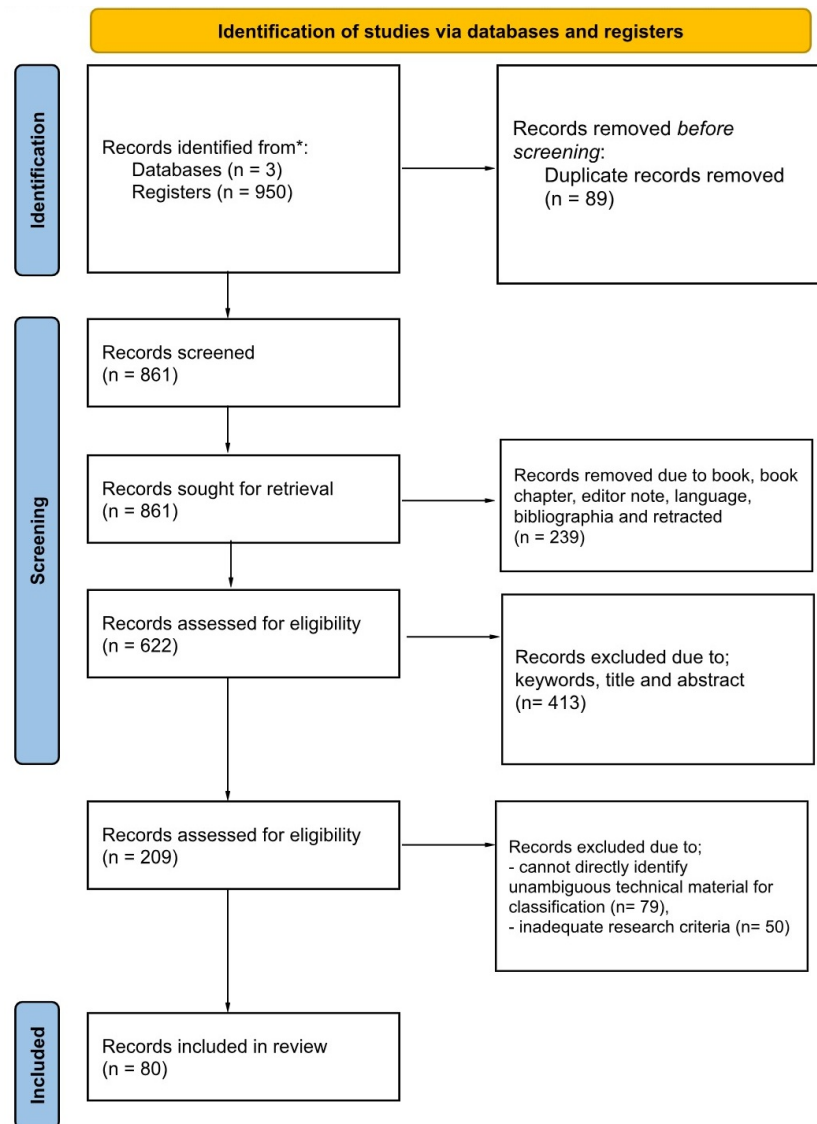 Identification of studies via databases and registers
Identification
Records identified from*:
Databases (n = 3)
Registers (n = 950)
Records removed before
screening:
Duplicate records removed
(n = 89)
Screening
Records screened
(n = 861)
Records sought for retrieval
(n = 861)
Records removed due to book, book
chapter, editor note, language,
bibliographia and retracted
(n = 239)
Records assessed for eligibility
(n = 622)
Records excluded due to;
keywords, title and abstract
(n= 413)
Records assessed for eligibility
(n = 209)
Records excluded due to;
- cannot directly identify
unambiguous technical material for
classification (n= 79),
- inadequate research criteria (n= 50)
Included
Records included in review
(n = 80)